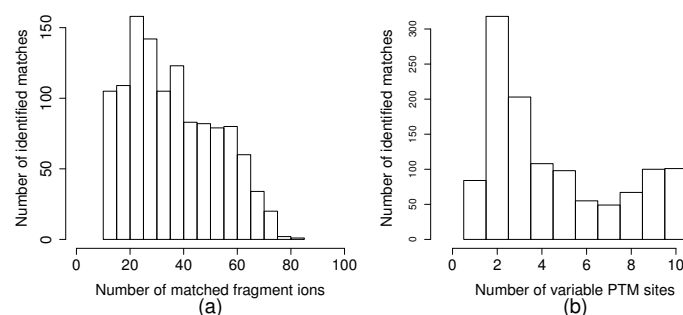 Number of identified matches
150
100
50
0
0 20 40 60 80 100
Number of matched fragment ions
(a)
Number of identified matches
300
250
200
150
100
50
0
0 2 4 6 8 10
Number of variable PTM sites
(b)